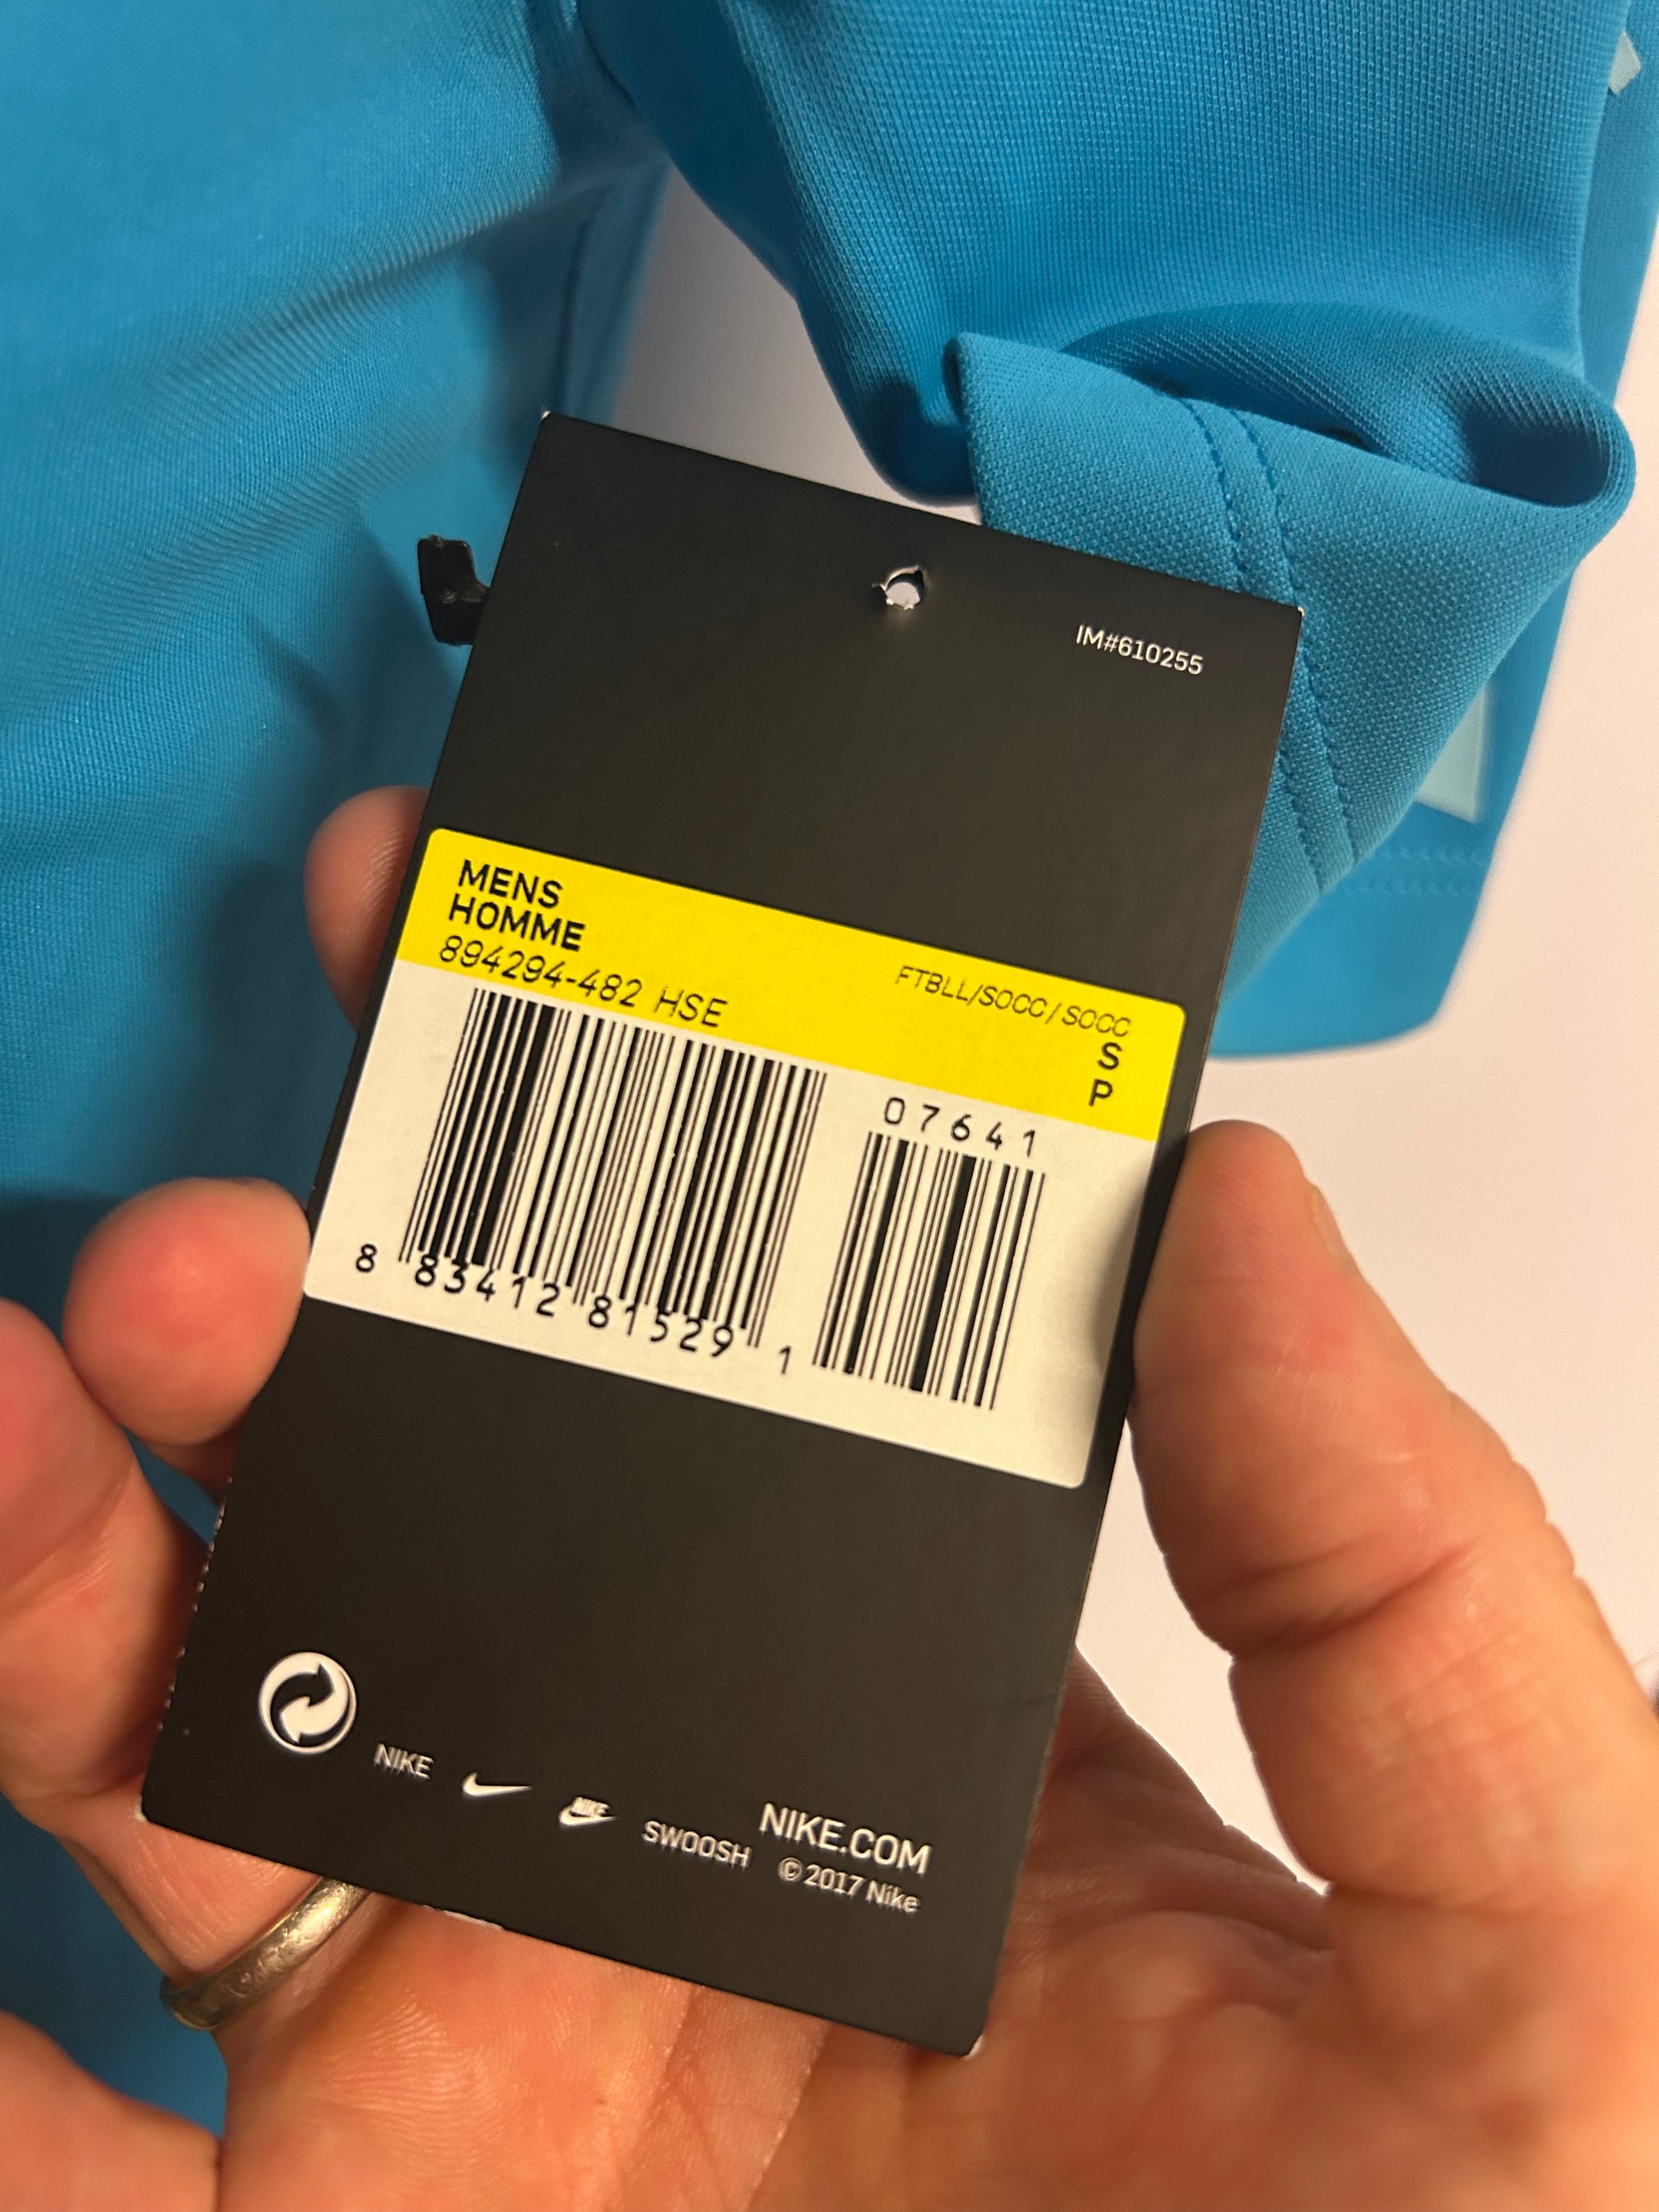 IM#610255
MENS
HOMME
894294-482 HSE
FTBLL/SOCC/SOCC
S
P
07641
8 83412 81529 1
NIKE
NIKE
SWOOSH
NIKE.COM
© 2017 Nike